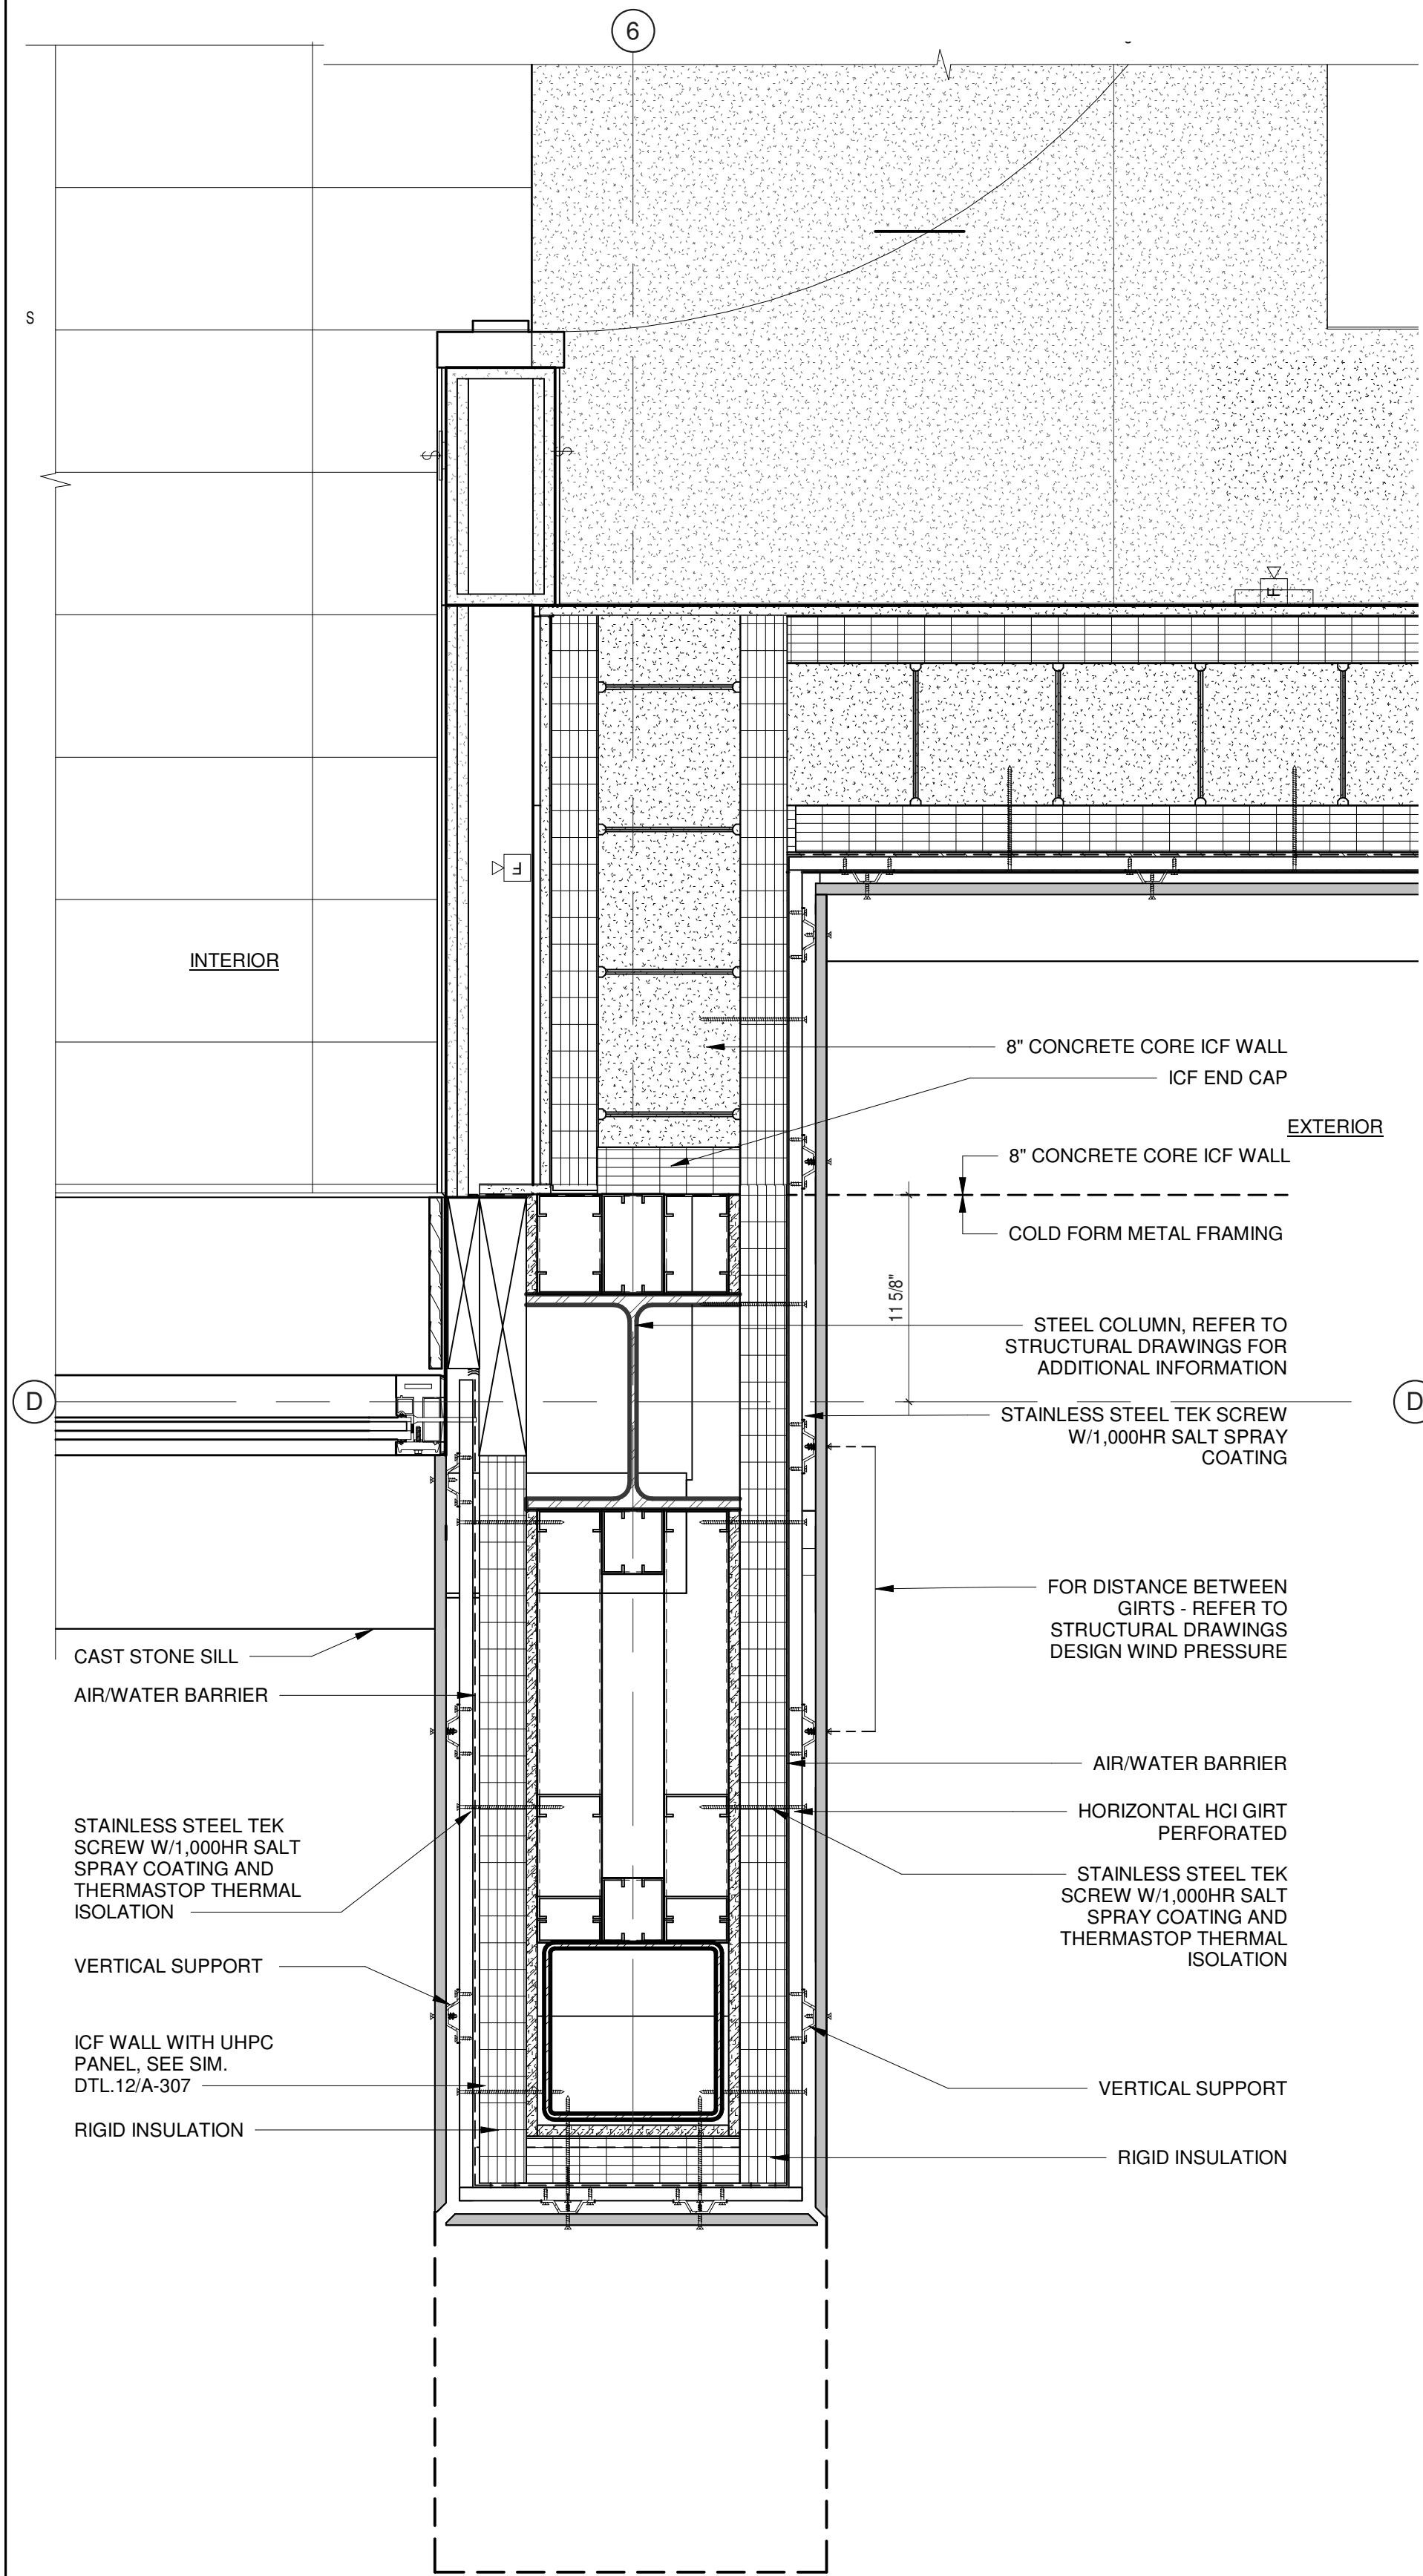 6
S
F
F
INTERIOR
8" CONCRETE CORE ICF WALL
ICF END CAP
EXTERIOR
8" CONCRETE CORE ICF WALL
COLD FORM METAL FRAMING
11 5/8"
STEEL COLUMN, REFER TO
STRUCTURAL DRAWINGS FOR
ADDITIONAL INFORMATION
D
D
STAINLESS STEEL TEK SCREW
W/1,000HR SALT SPRAY
COATING
FOR DISTANCE BETWEEN
GIRTS - REFER TO
STRUCTURAL DRAWINGS
DESIGN WIND PRESSURE
CAST STONE SILL
AIR/WATER BARRIER
AIR/WATER BARRIER
HORIZONTAL HCI GIRT
PERFORATED
STAINLESS STEEL TEK
SCREW W/1,000HR SALT
SPRAY COATING AND
THERMASTOP THERMAL
ISOLATION
STAINLESS STEEL TEK
SCREW W/1,000HR SALT
SPRAY COATING AND
THERMASTOP THERMAL
ISOLATION
VERTICAL SUPPORT
ICF WALL WITH UHPC
PANEL, SEE SIM.
DTL.12/A-307
VERTICAL SUPPORT
RIGID INSULATION
RIGID INSULATION